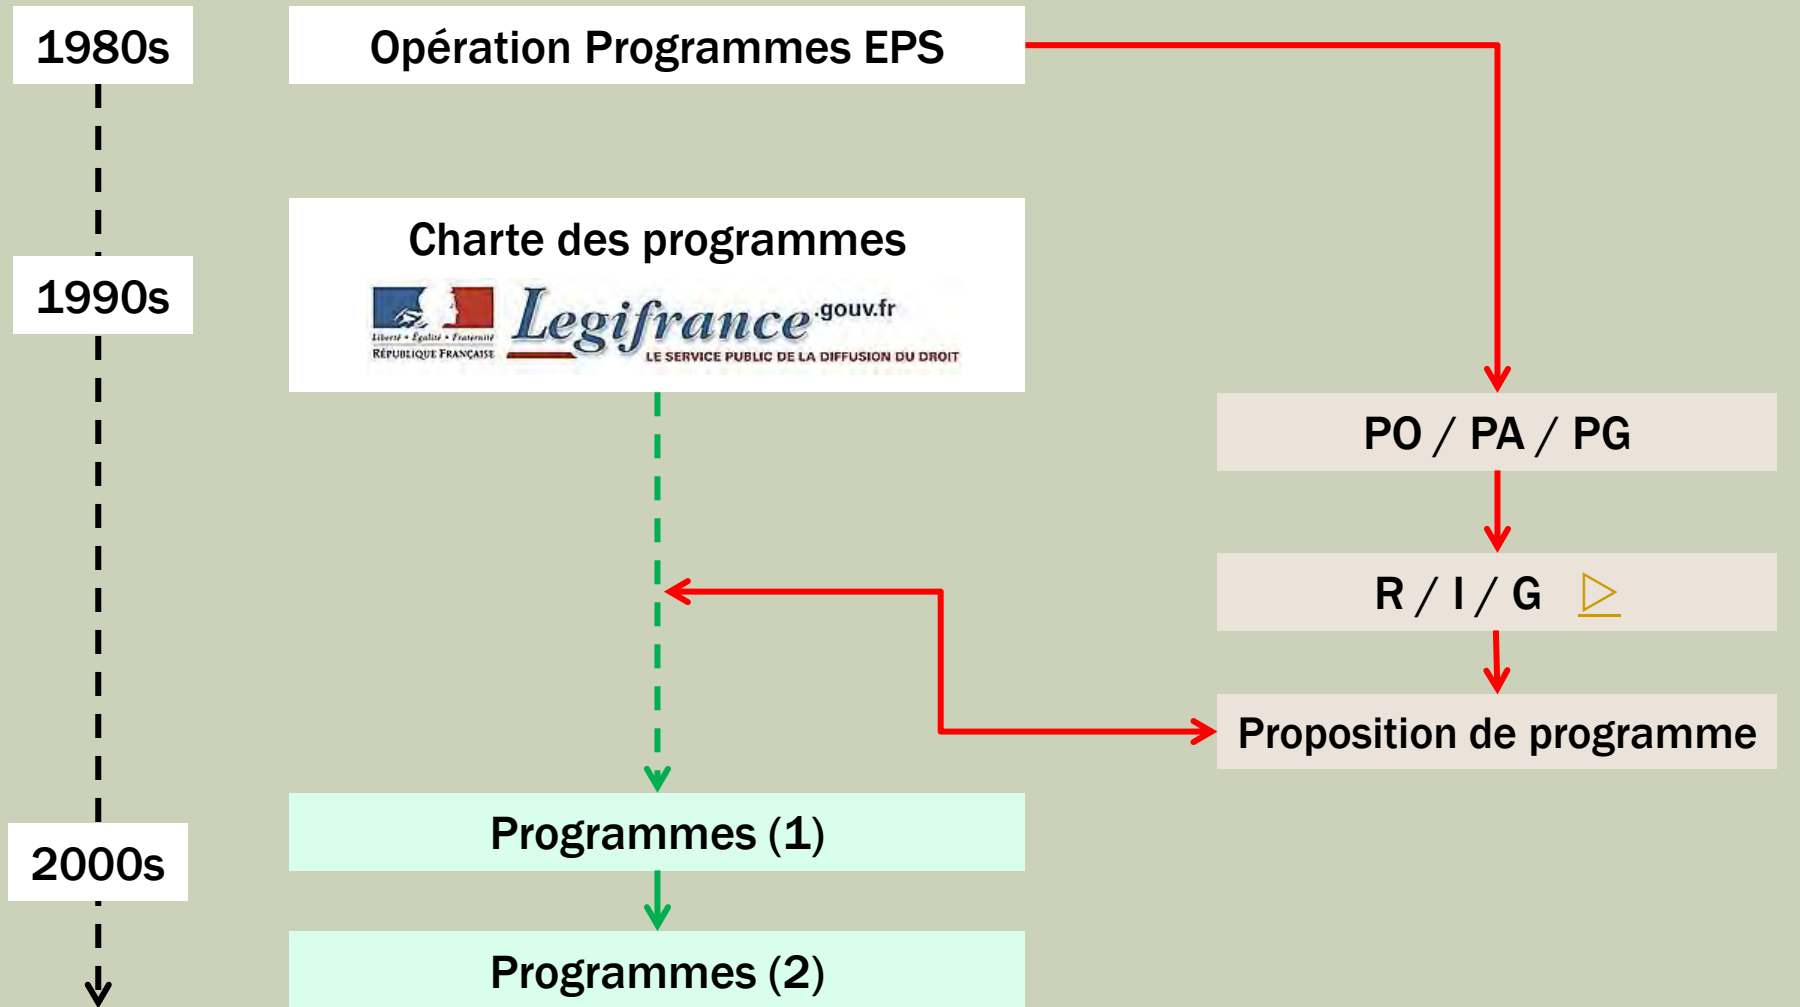 1980s
Opération Programmes EPS
Charte des programmes
1990s
Legifrance.gouv.fr
Liberté • Égalité • Fraternité
RÉPUBLIQUE FRANÇAISE
LE SERVICE PUBLIC DE LA DIFFUSION DU DROIT
PO / PA / PG
R / I / G
Proposition de programme
Programmes (1)
2000s
Programmes (2)